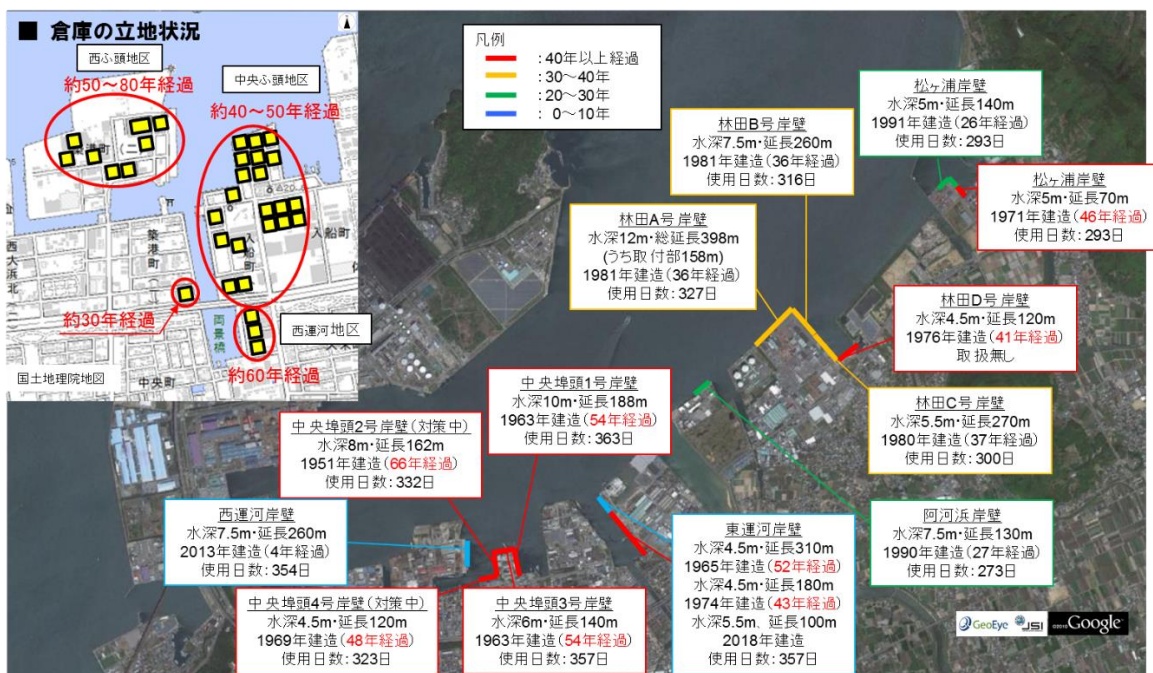 ■ 倉庫の立地状況
西ふ頭地区
約50～80年経過
中央ふ頭地区
約40～50年経過
築港町
入船町
入船町
西大浜北
約30年経過
両景橋
西運河地区
約60年経過
中央町
国土地理院地図
凡例
：40年以上経過
：30～40年
：20～30年
：0～10年
松ヶ浦岸壁
水深5m・延長140m
1991年建造(26年経過)
使用日数：293日
林田B号岸壁
水深7.5m・延長260m
1981年建造(36年経過)
使用日数：316日
松ヶ浦岸壁
水深5m・延長70m
1971年建造(46年経過)
使用日数：293日
林田A号岸壁
水深12m・総延長398m
(うち取付部158m)
1981年建造(36年経過)
使用日数：327日
林田D号岸壁
水深4.5m・延長120m
1976年建造(41年経過)
取扱無し
林田C号岸壁
水深5.5m・延長270m
1980年建造(37年経過)
使用日数：300日
中央埠頭1号岸壁
水深10m・延長188m
1963年建造(54年経過)
使用日数：363日
中央埠頭2号岸壁(対策中)
水深8m・延長162m
1951年建造(66年経過)
使用日数：332日
西運河岸壁
水深7.5m・延長260m
2013年建造(4年経過)
使用日数：354日
中央埠頭4号岸壁(対策中)
水深4.5m・延長120m
1969年建造(48年経過)
使用日数：323日
中央埠頭3号岸壁
水深6m・延長140m
1963年建造(54年経過)
使用日数：357日
東運河岸壁
水深4.5m・延長310m
1965年建造(52年経過)
水深4.5m・延長180m
1974年建造(43年経過)
水深5.5m、延長100m
2018年建造
使用日数：357日
阿河浜岸壁
水深7.5m・延長130m
1990年建造(27年経過)
使用日数：273日
GeoEye JSI ©2010 Google